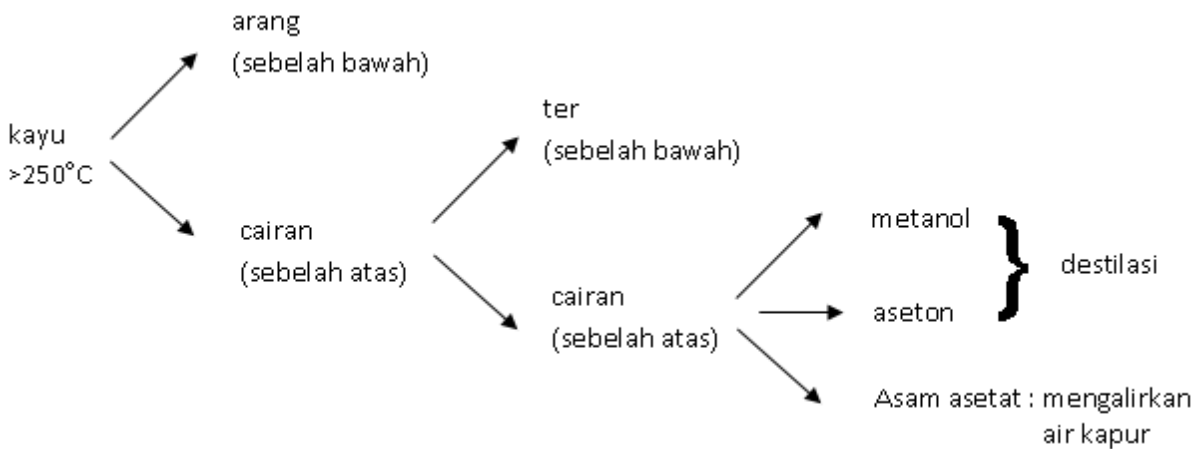 arang
(sebelah bawah)
kayu
>250°C
ter
(sebelah bawah)
cairan
(sebelah atas)
cairan
(sebelah atas)
metanol
aseton
destilasi
Asam asetat : mengalirkan
air kapur